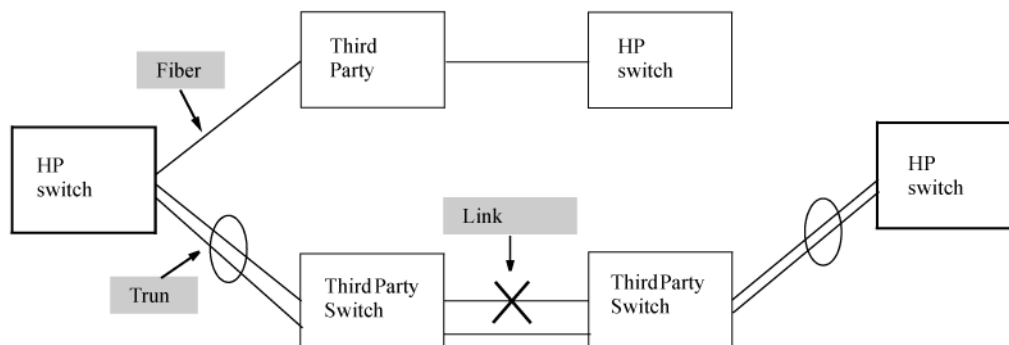 Third
Party
HP
switch
Fiber
HP
switch
HP
switch
Link
Trun
Third Party
Switch
Third Party
Switch